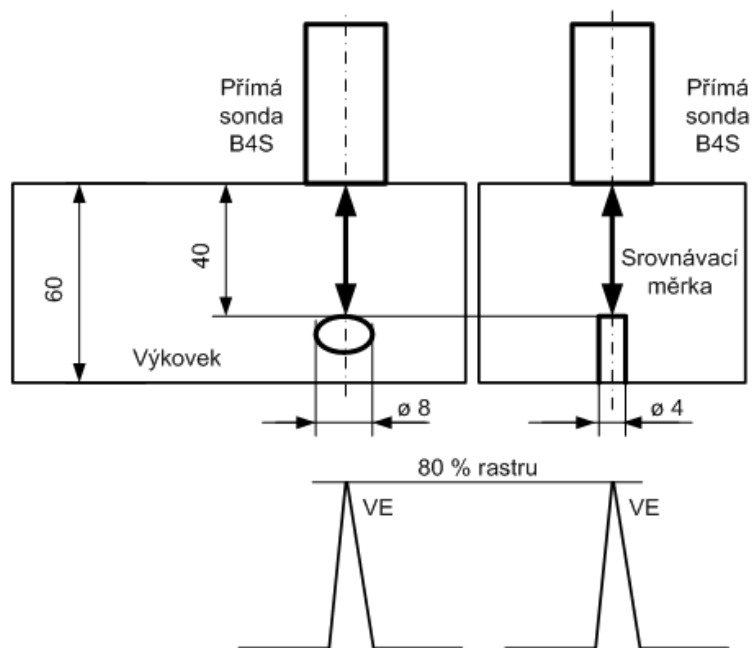 Přímá
sonda
B4S
Přímá
sonda
B4S
60
40
Srovnávací
měrka
Výkovek
ø 8
ø 4
80 % rastru
VE
VE